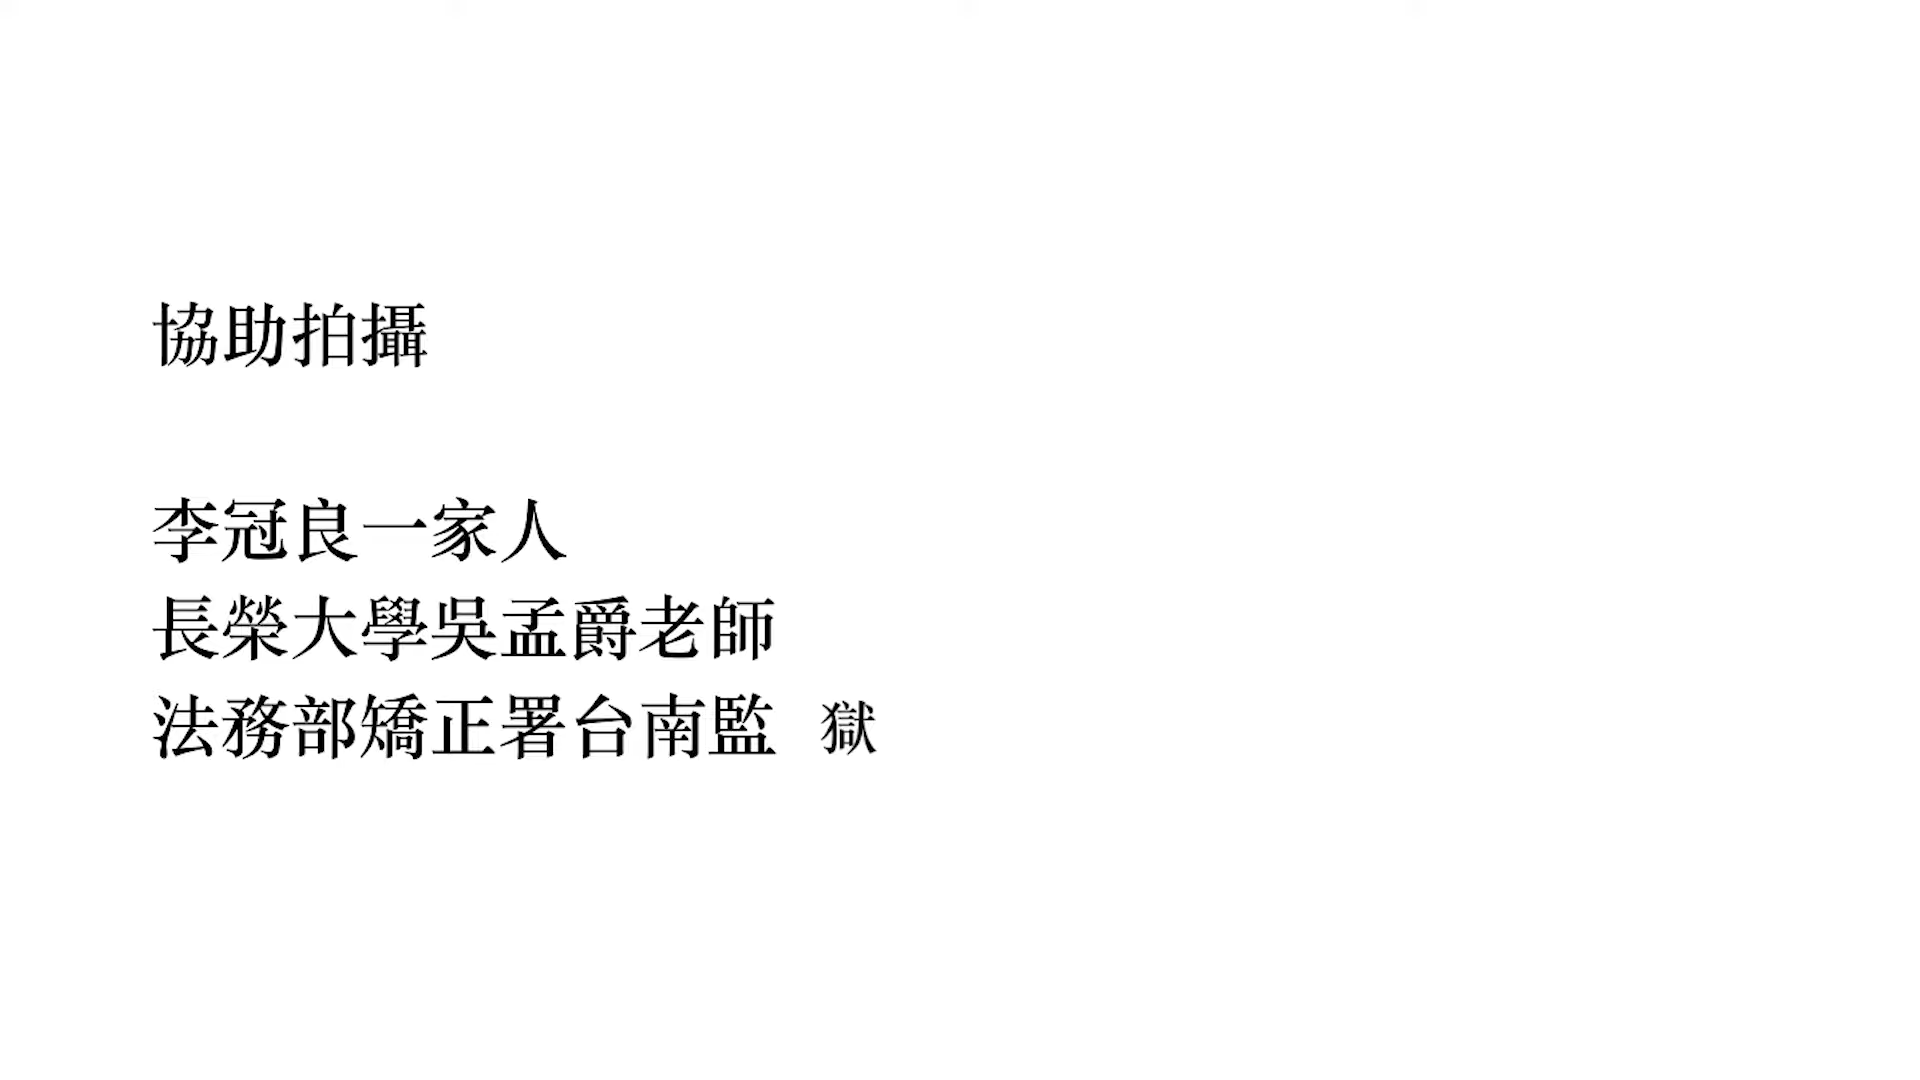 協助拍攝
李冠良一家人
長榮大學吳孟爵老師
法務部矯正署台南監 獄